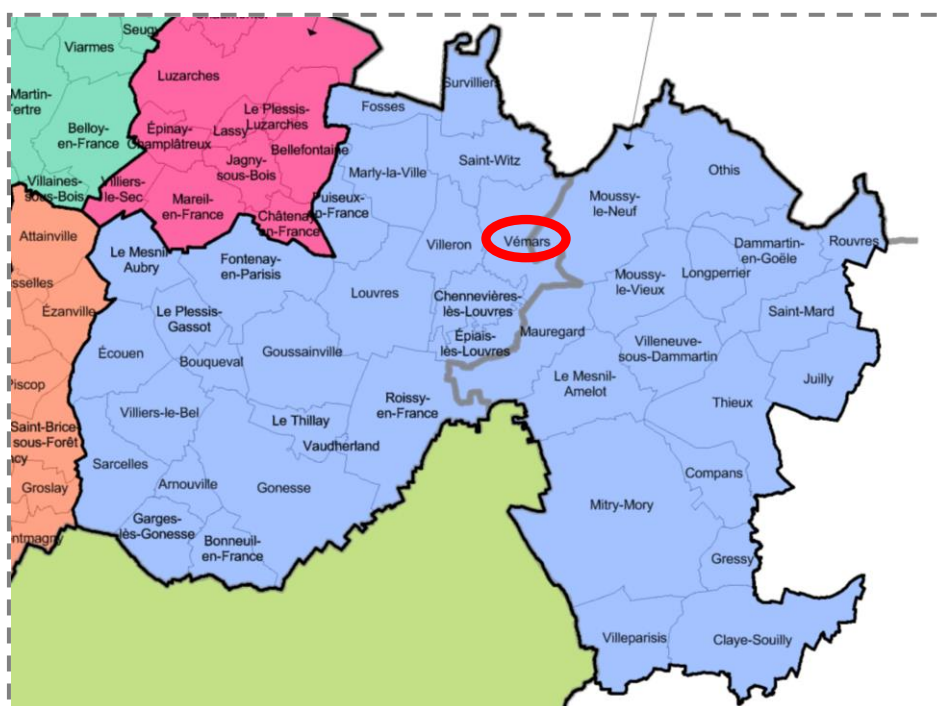 Seugy
Viarmes
Luzarches
Survilliers
Fosses
Martin-
Le Plessis-
Luzarches
Belloy-
en-France
Épinay-
Champlâtreux
Lassy
Bellefontaine
Saint-Witz
Othis
Jagny-
sous-Bois
Marly-la-Ville
Villaines-
sous-Bois
Villiers-
le-Sec
Mareil-
en-France
Puiseux-
en-France
Moussy-
le-Neuf
Châtenay-
en-France
Attainville
Villeron
Vémars
Dammartin-
en-Goële
Rouvres
Le Mesnil-
Aubry
Fontenay-
en-Parisis
Moussy-
le-Vieux
Longperrier
Louvres
Chennevières-
lès-Louvres
Ézanville
Le Plessis-
Gassot
Saint-Mard
Épiais-
lès-Louvres
Mauregard
Villeneuve-
sous-Dammartin
Écouen
Bouqueval
Goussainville
Le Mesnil-
Amelot
Juilly
Piscop
Roissy-
en-France
Thieux
Villiers-le-Bel
Le Thillay
Saint-Brice-
sous-Forêt
Vaudherland
Sarcelles
Compans
Groslay
Arnouville
Gonesse
Mitry-Mory
Garges-
lès-Gonesse
Bonneuil-
en-France
Gressy
Villeparisis
Claye-Souilly